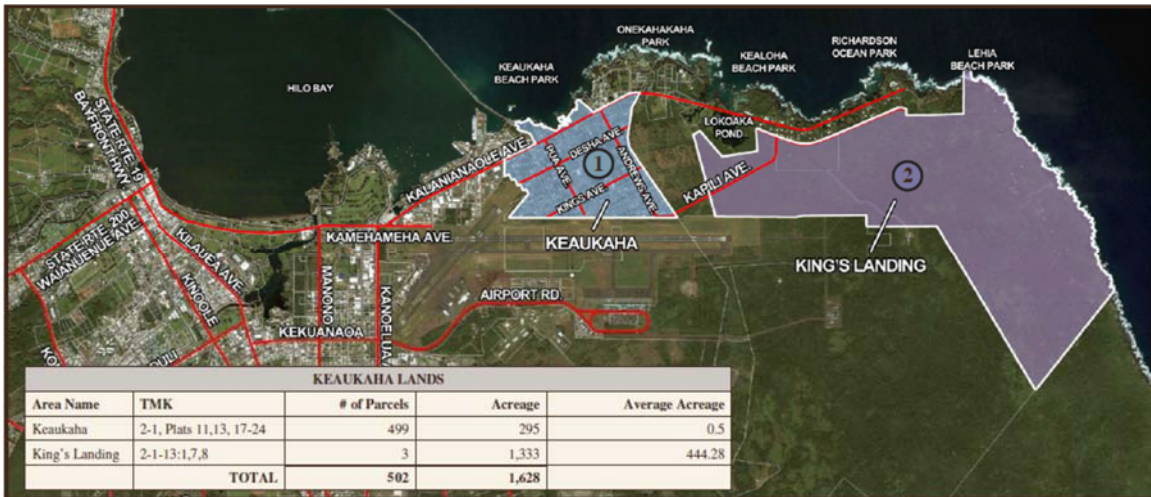 ONEKAHAKAHA
PARK
RICHARDSON
OCEAN PARK
LEHIA
BEACH PARK
KEAUKAHA
BEACH PARK
KEALOHA
BEACH PARK
HILO BAY
STATE RTE. 19
BAYFRONT HWY.
LOKOAKA
POND
KALANIANAOLE AVE.
DESHA AVE.
PUA AVE.
ANDREWS AVE.
1
KINGS AVE.
KAPILI AVE.
2
STATE RTE. 200
WAIANUENUE AVE.
KILAUEA AVE.
KAMEHAMEHA AVE.
KEAUKAHA
KING'S LANDING
KINOOLE
MANONO
KANOELUA
AIRPORT RD.
KEKUANAOA
KEAUKAHA LANDS
Area Name TMK # of Parcels Acreage Average Acreage
Keaukaha 2-1, Plats 11,13, 17-24 499 295 0.5
King's Landing 2-1-13:1,7,8 3 1,333 444.28
TOTAL 502 1,628